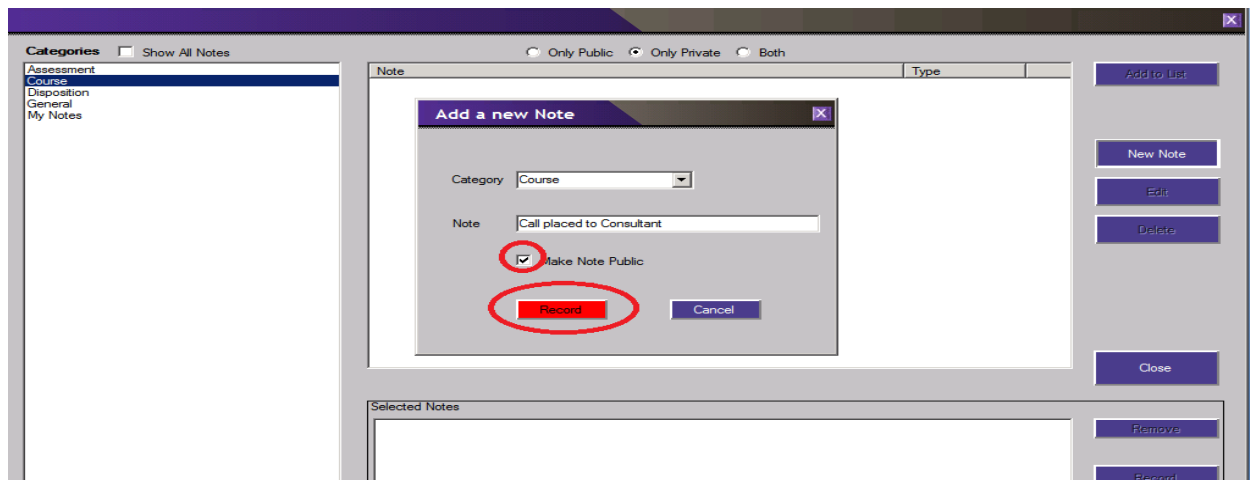 Categories Show All Notes Only Public Only Private Both
Assessment
Course
Disposition
General
My Notes
Note Type
Add to List
Add a new Note
New Note
Category Course
Edit
Note Call placed to Consultant
Delete
Make Note Public
Record Cancel
Close
Selected Notes
Remove
Record